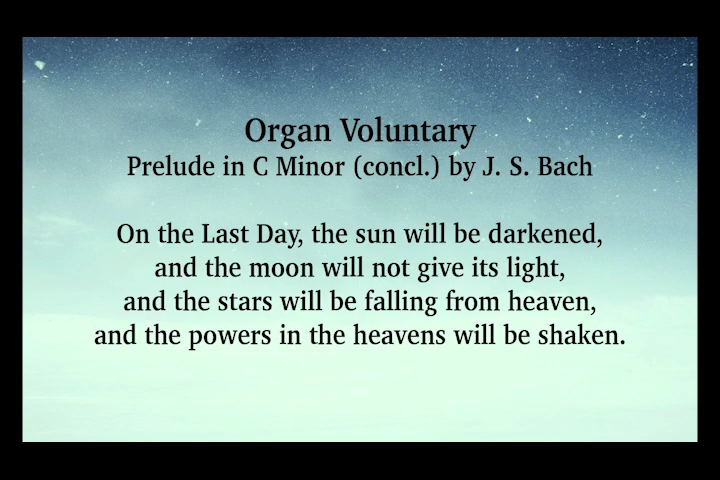 Organ Voluntary
Prelude in C Minor (concl.) by J. S. Bach
On the Last Day, the sun will be darkened,
and the moon will not give its light,
and the stars will be falling from heaven,
and the powers in the heavens will be shaken.